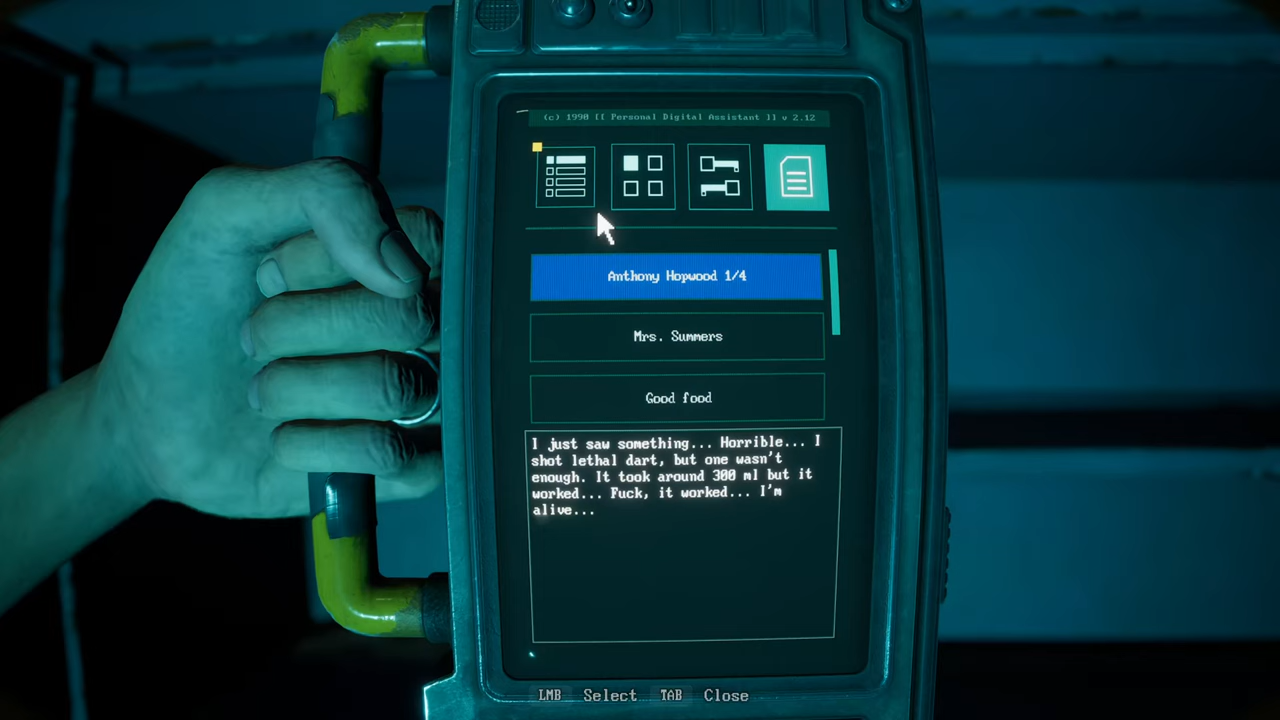 (c) 1990 [[ Personal Digital Assistant ]] v 2.12
Anthony Hopwood 1/4
Mrs. Summers
Good food
I just saw something... Horrible... I
shot lethal dart, but one wasn't
enough. It took around 300 ml but it
worked... Fuck, it worked... I'm
alive...
LMB Select TAB Close